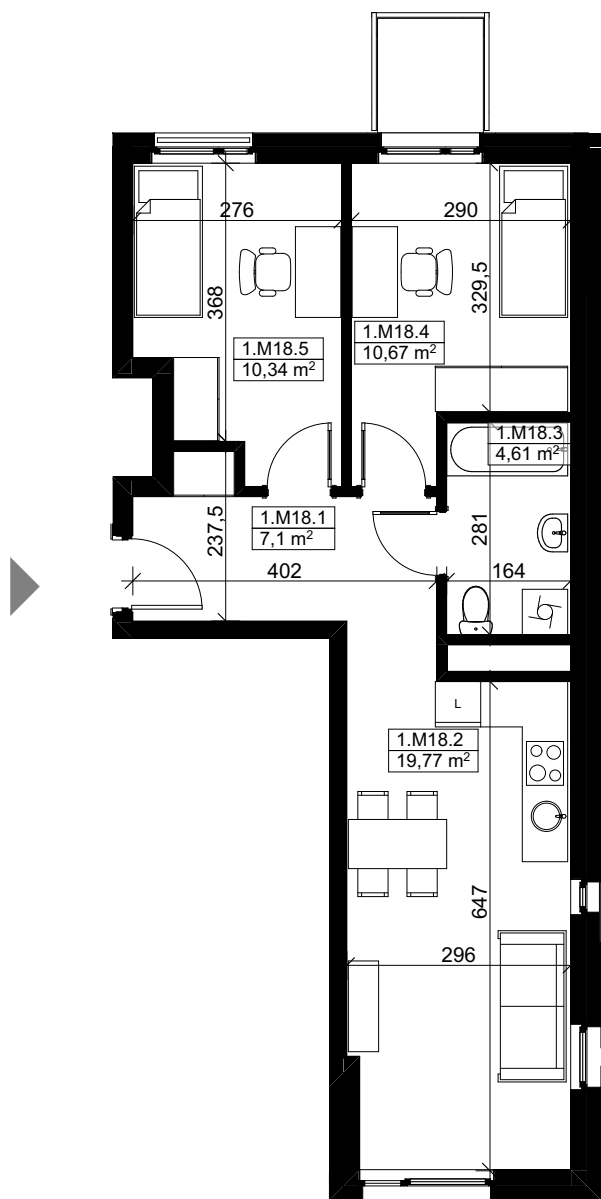 276
290
368
329,5
1.M18.5
10,34 m²
1.M18.4
10,67 m²
1.M18.3
4,61 m²
1.M18.1
7,1 m²
237,5
281
402
164
L
1.M18.2
19,77 m²
647
296